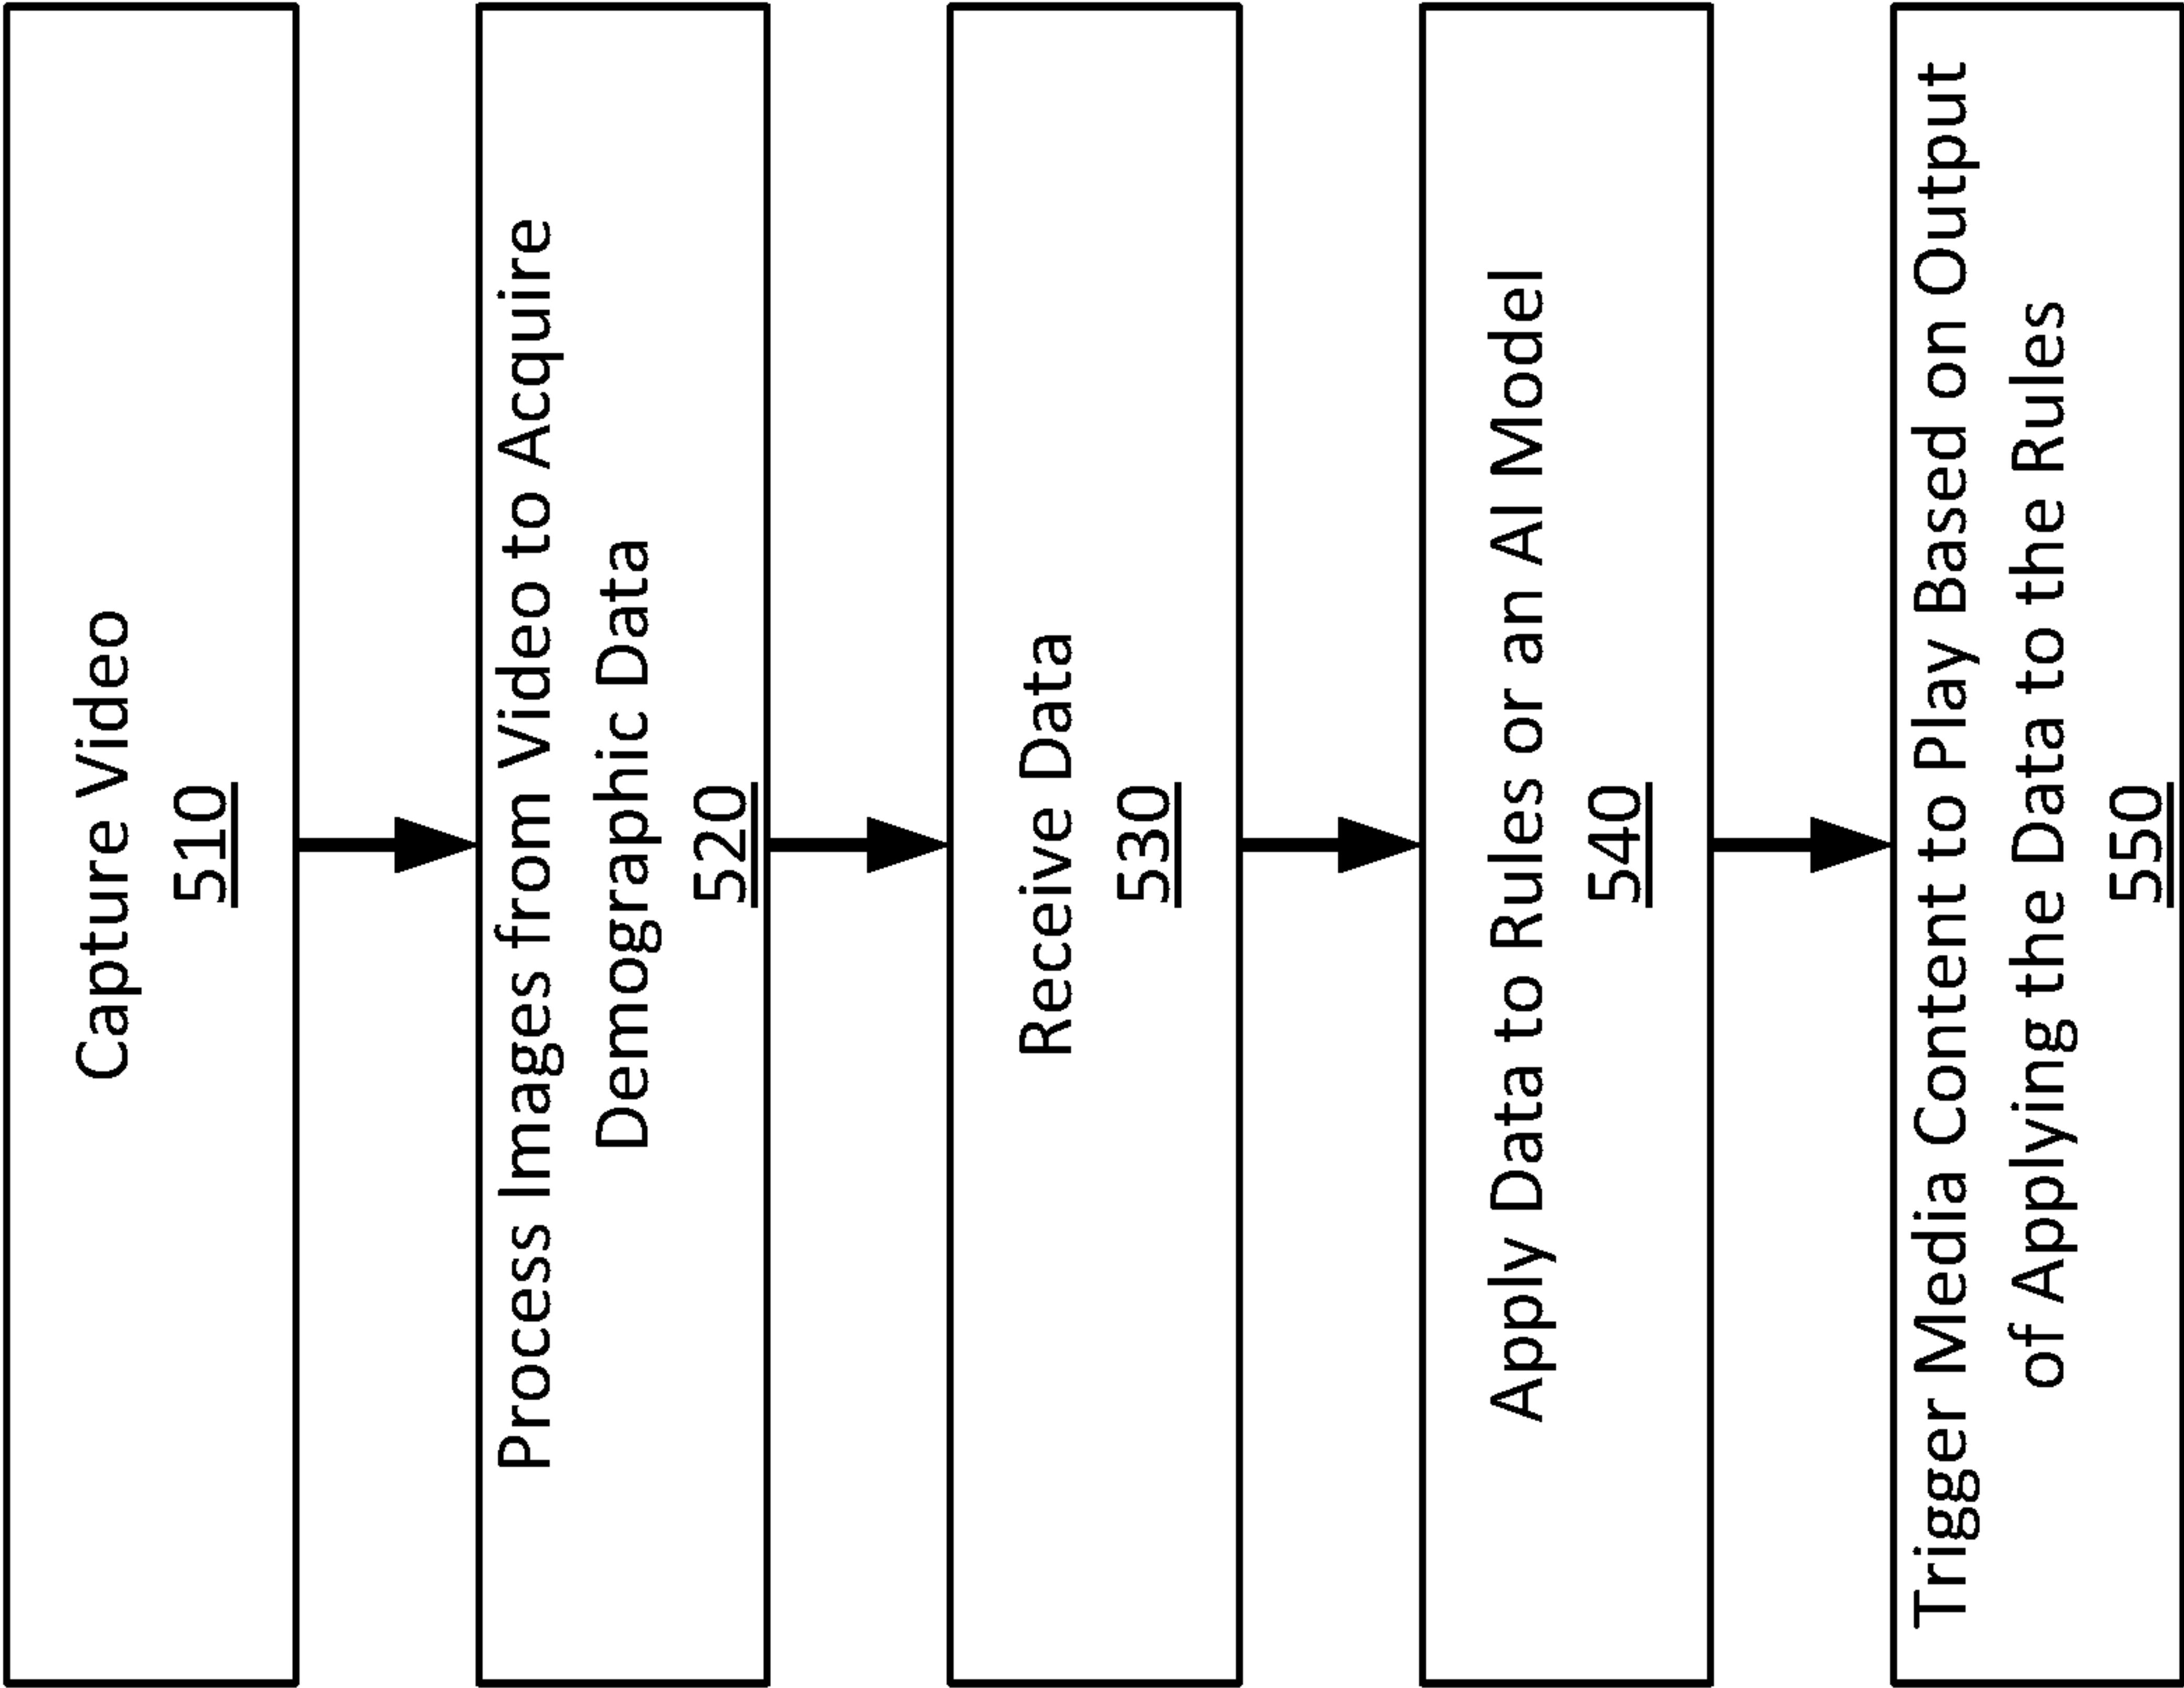 Capture Video
510
Process Images from Video to Acquire
Demographic Data
520
Receive Data
530
Apply Data to Rules or an AI Model
540
Trigger Media Content to Play Based on Output
of Applying the Data to the Rules
550